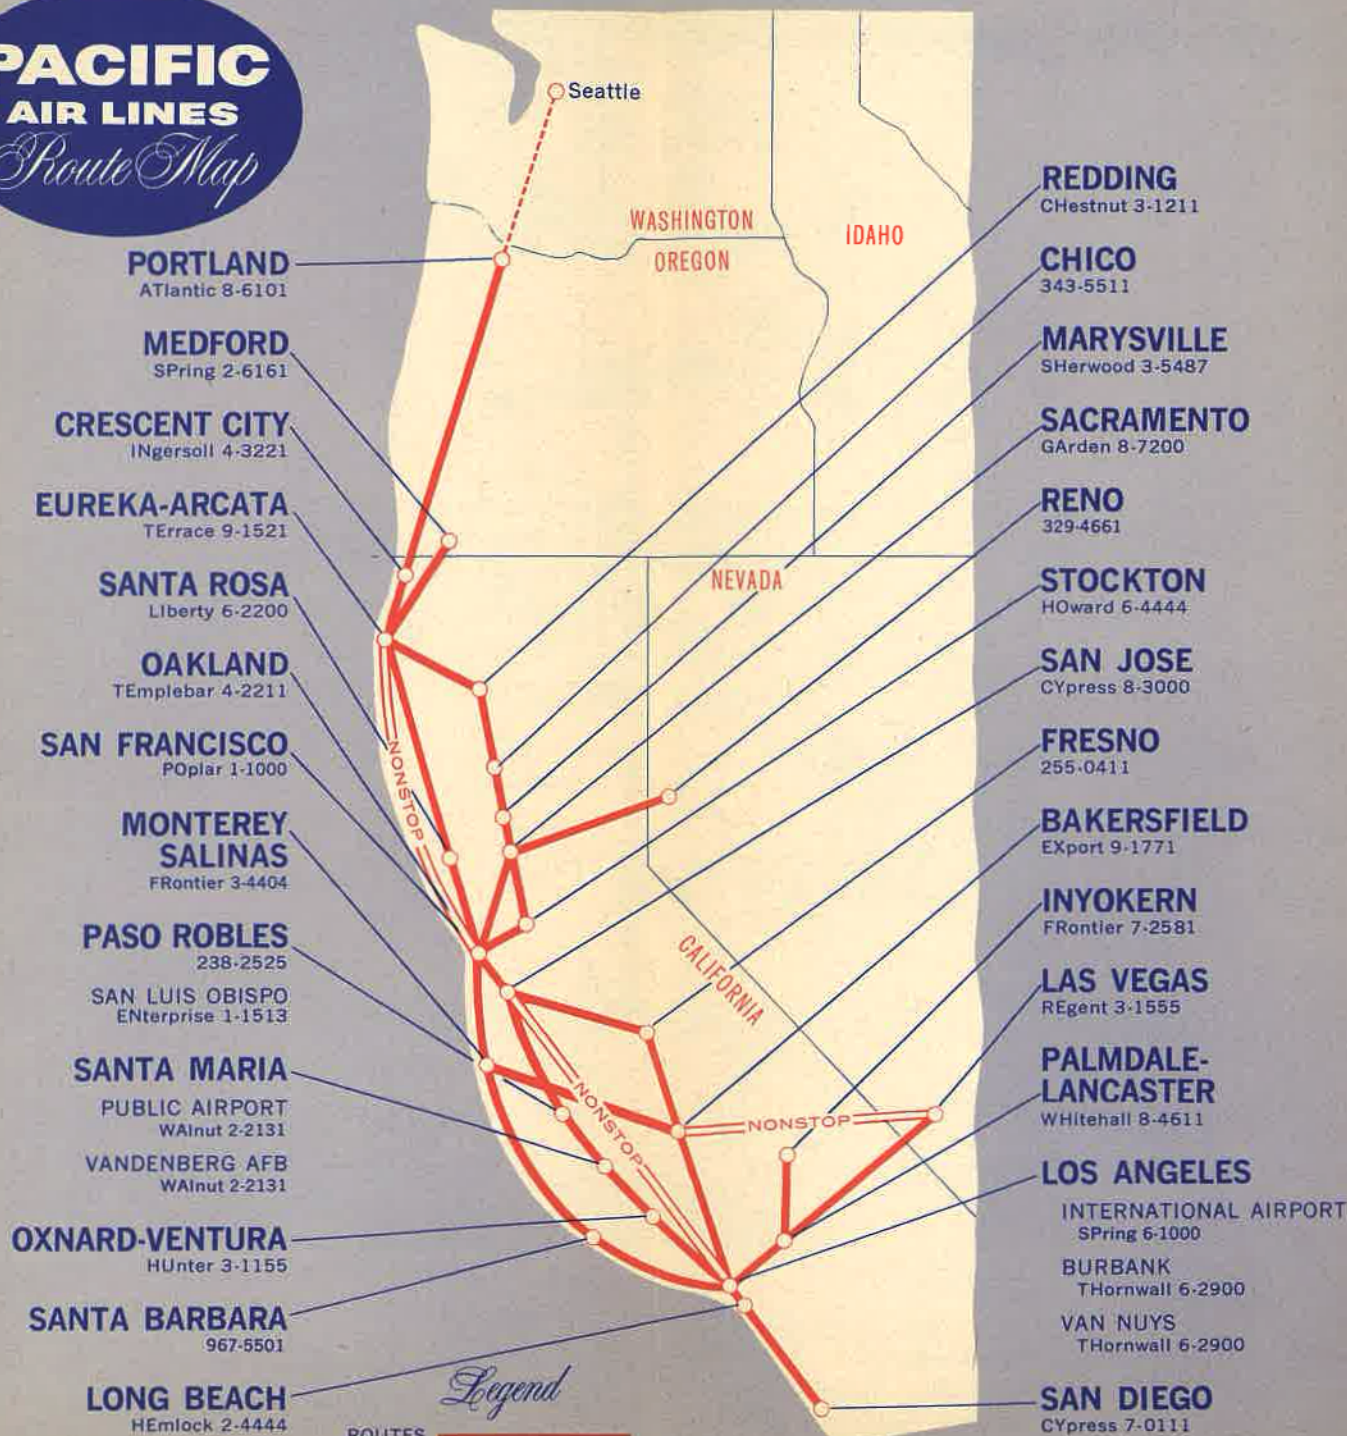 PACIFIC
AIR LINES
Route Map
PORTLAND
ATlantic 8-6101
MEDFORD
SPring 2-6161
CRESCENT CITY
INgersoll 4-3221
EUREKA-ARCATA
TErrace 9-1521
SANTA ROSA
LIberty 6-2200
OAKLAND
TEmplebar 4-2211
SAN FRANCISCO
POplar 1-1000
MONTEREY
SALINAS
FRontier 3-4404
PASO ROBLES
238-2525
SAN LUIS OBISPO
ENterprise 1-1513
SANTA MARIA
PUBLIC AIRPORT
WAlnut 2-2131
VANDENBERG AFB
WAlnut 2-2131
OXNARD-VENTURA
HUnter 3-1155
SANTA BARBARA
967-5501
LONG BEACH
HEmlock 2-4444
Seattle
WASHINGTON
OREGON
IDAHO
NEVADA
CALIFORNIA
NONSTOP
NONSTOP
NONSTOP
Legend
ROUTES
REDDING
CHestnut 3-1211
CHICO
343-5511
MARYSVILLE
SHerwood 3-5487
SACRAMENTO
GArden 8-7200
RENO
329-4661
STOCKTON
HOward 6-4444
SAN JOSE
CYpress 8-3000
FRESNO
255-0411
BAKERSFIELD
EXport 9-1771
INYOKERN
FRontier 7-2581
LAS VEGAS
REgent 3-1555
PALMDALE-
LANCASTER
WHitehall 8-4611
LOS ANGELES
INTERNATIONAL AIRPORT
SPring 6-1000
BURBANK
THornwall 6-2900
VAN NUYS
THornwall 6-2900
SAN DIEGO
CYpress 7-0111